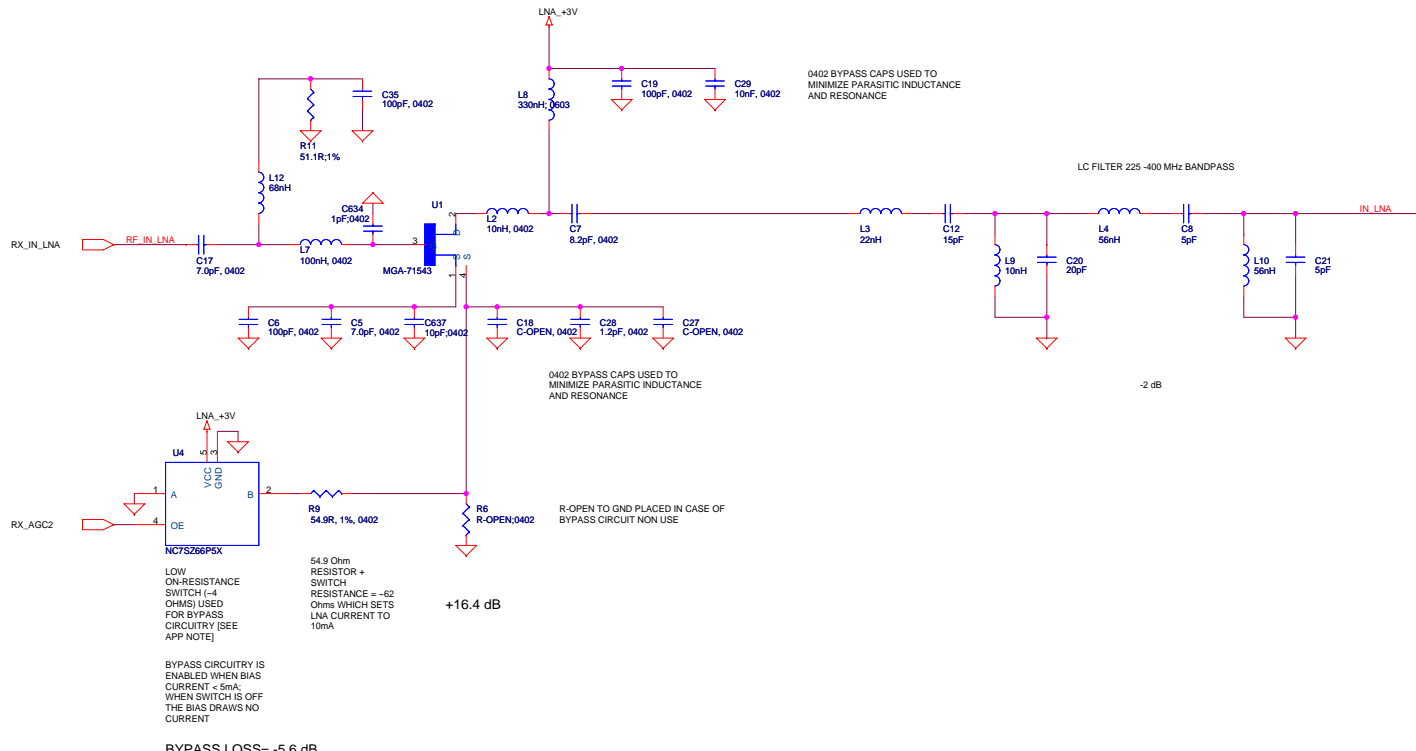 LNA_+3V
C35
100pF, 0402
R11
51.1R;1%
L8
330nH; 0603
C19
100pF, 0402
C29
10nF, 0402
0402 BYPASS CAPS USED TO
MINIMIZE PARASITIC INDUCTANCE
AND RESONANCE
LC FILTER 225 -400 MHz BANDPASS
L12
68nH
C634
1pF;0402
U1
RX_IN_LNA
RF_IN_LNA
C17
7.0pF, 0402
L7
100nH, 0402
3
2
D
S
S
1
4
MGA-71543
L2
10nH, 0402
C7
8.2pF, 0402
L3
22nH
C12
15pF
L4
56nH
C8
5pF
IN_LNA
L9
10nH
C20
20pF
L10
56nH
C21
5pF
C6
100pF, 0402
C5
7.0pF, 0402
C637
10pF;0402
C18
C-OPEN, 0402
C28
1.2pF, 0402
C27
C-OPEN, 0402
0402 BYPASS CAPS USED TO
MINIMIZE PARASITIC INDUCTANCE
AND RESONANCE
-2 dB
LNA_+3V
U4
5
3
VCC
GND
1
A
B
2
RX_AGC2
4
OE
NC7SZ66P5X
R9
54.9R, 1%, 0402
R6
R-OPEN;0402
R-OPEN TO GND PLACED IN CASE OF
BYPASS CIRCUIT NON USE
LOW
ON-RESISTANCE
SWITCH (~4
OHMS) USED
FOR BYPASS
CIRCUITRY [SEE
APP NOTE]
54.9 Ohm
RESISTOR +
SWITCH
RESISTANCE = ~62
Ohms WHICH SETS
LNA CURRENT TO
10mA
+16.4 dB
BYPASS CIRCUITRY IS
ENABLED WHEN BIAS
CURRENT < 5mA;
WHEN SWITCH IS OFF
THE BIAS DRAWS NO
CURRENT
BYPASS LOSS= -5.6 dB